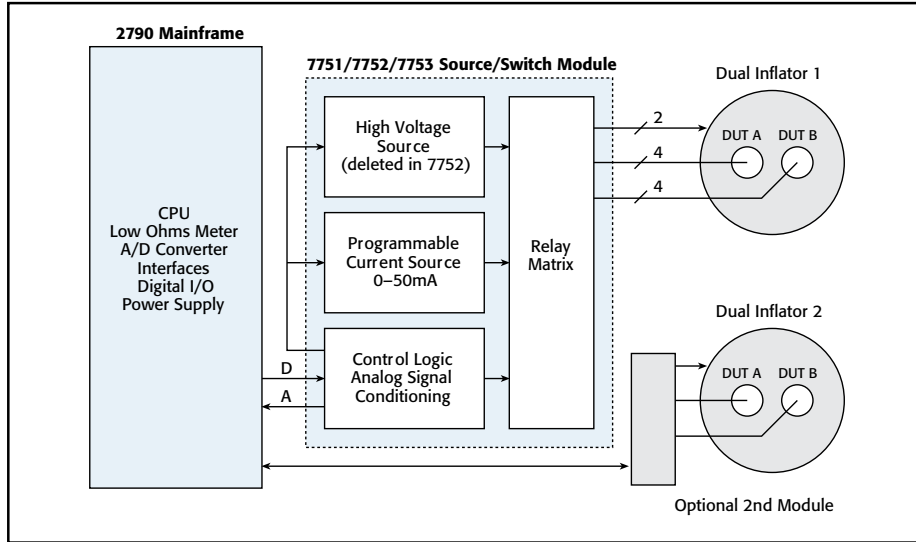 2790 Mainframe
CPU
Low Ohms Meter
A/D Converter
Interfaces
Digital I/O
Power Supply
7751/7752/7753 Source/Switch Module
High Voltage
Source
(deleted in 7752)
Programmable
Current Source
0–50mA
Control Logic
Analog Signal
Conditioning
D
A
Relay
Matrix
2
4
4
Dual Inflator 1
DUT A
DUT B
Dual Inflator 2
DUT A
DUT B
Optional 2nd Module